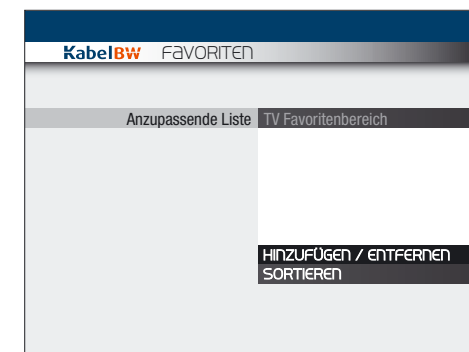 KabelBW FAVORITEN
Anzupassende Liste TV Favoritenbereich
HINZUFÜGEN / ENTFERNEN
SORTIEREN